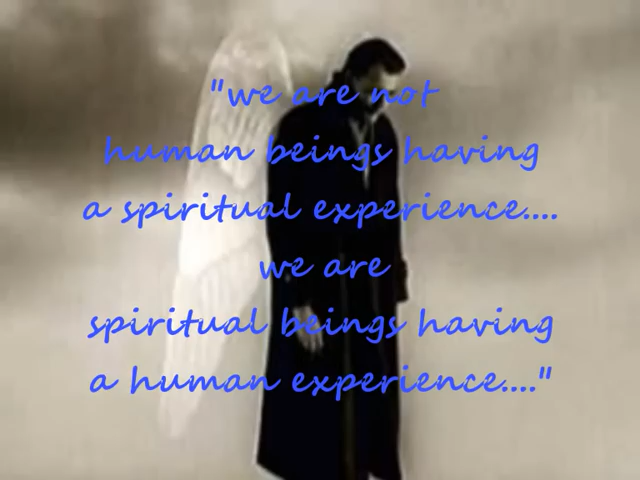 "we are not
human beings having
a spiritual experience....
we are
spiritual beings having
a human experience...."